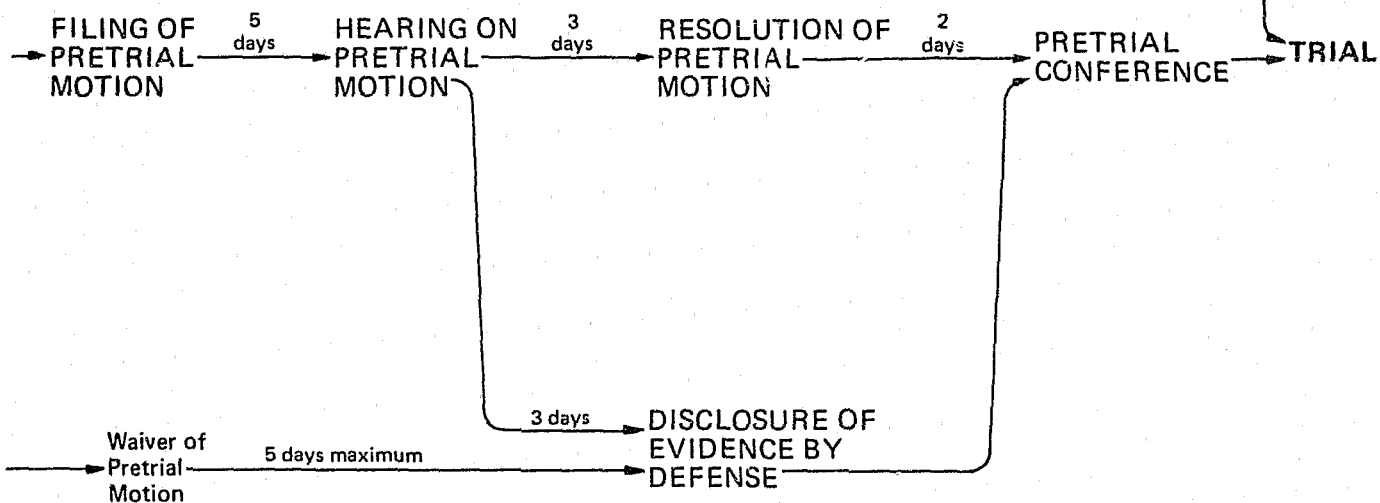 FILING OF
PRETRIAL
MOTION
5
days
HEARING ON
PRETRIAL
MOTION
3
days
RESOLUTION OF
PRETRIAL
MOTION
2
days
PRETRIAL
CONFERENCE
TRIAL
3 days
DISCLOSURE OF
EVIDENCE BY
DEFENSE
Waiver of
Pretrial
Motion
5 days maximum